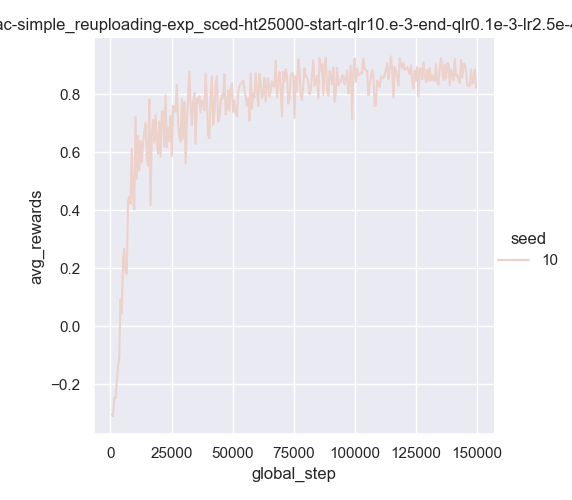 ac-simple_reuploading-exp_sced-ht25000-start-qlr10.e-3-end-qlr0.1e-3-lr2.5e-4
avg_rewards
0.8
0.6
0.4
0.2
0.0
−0.2
0 25000 50000 75000 100000 125000 150000
global_step
seed
10